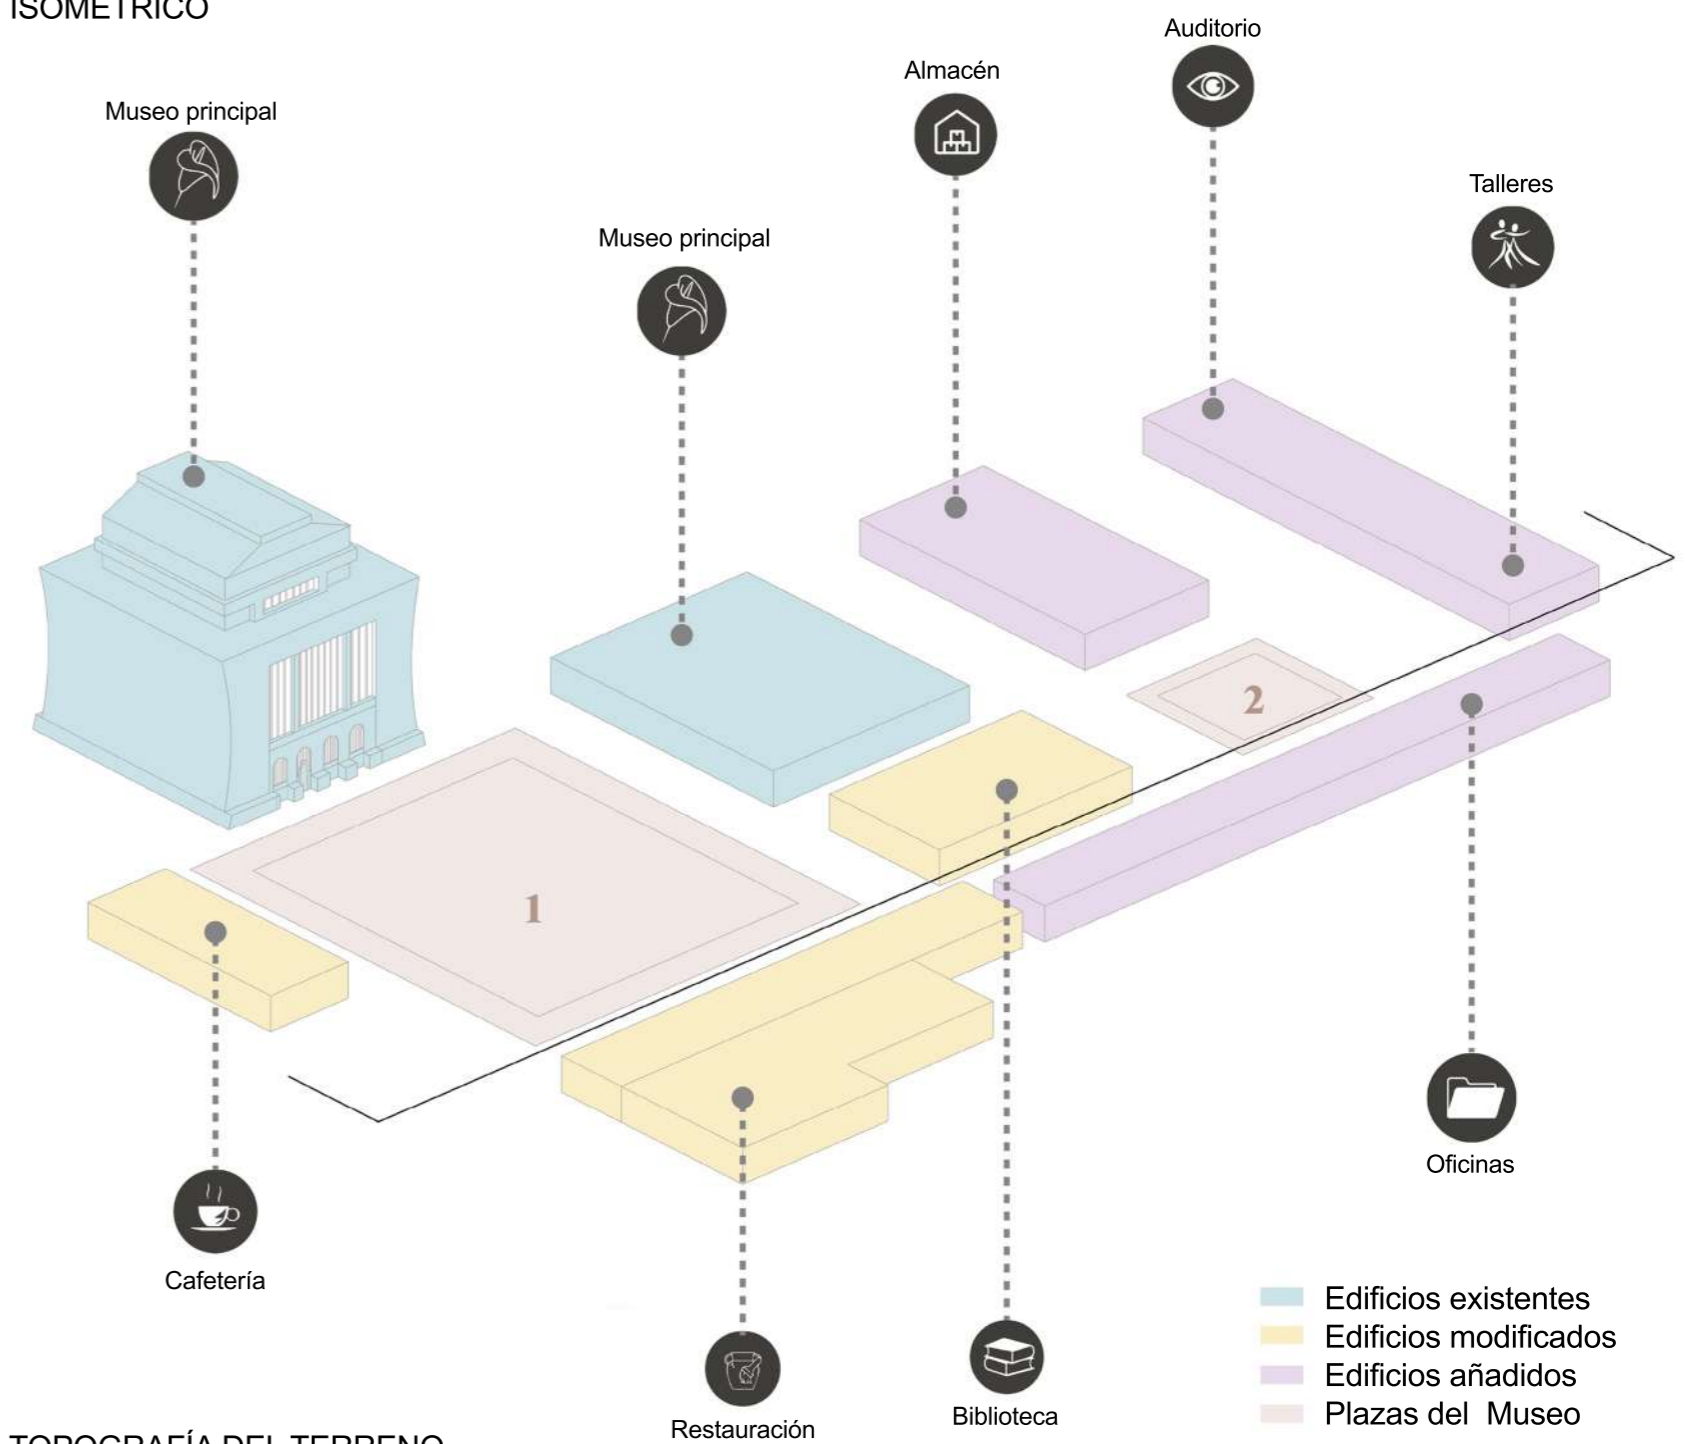 ISOMÉTRICO
Auditorio
Almacén
Museo principal
Talleres
Museo principal
2
1
Oficinas
Cafetería
Edificios existentes
Edificios modificados
Edificios añadidos
Plazas del Museo
Biblioteca
Restauración
TOPOGRAFÍA DEL TERRENO